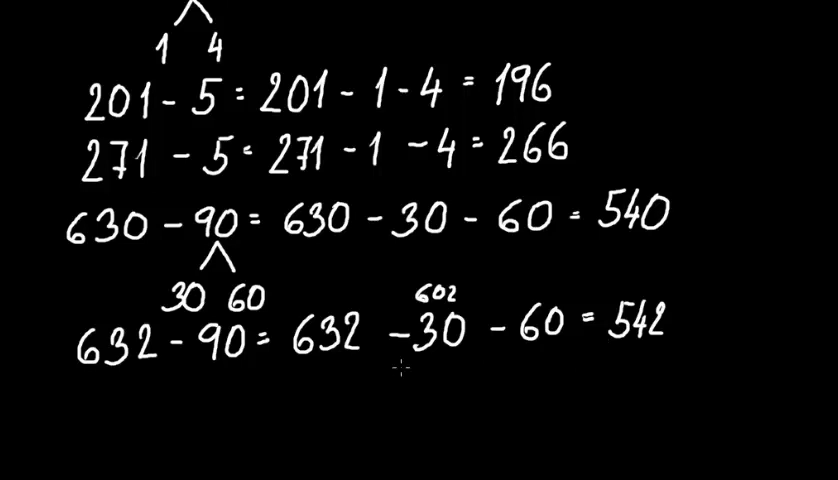 1 4
201 - 5 = 201 - 1 - 4 = 196
271 - 5 = 271 - 1 - 4 = 266
630 - 90 = 630 - 30 - 60 = 540
30 60
602
632 - 90 = 632 - 30 - 60 = 542